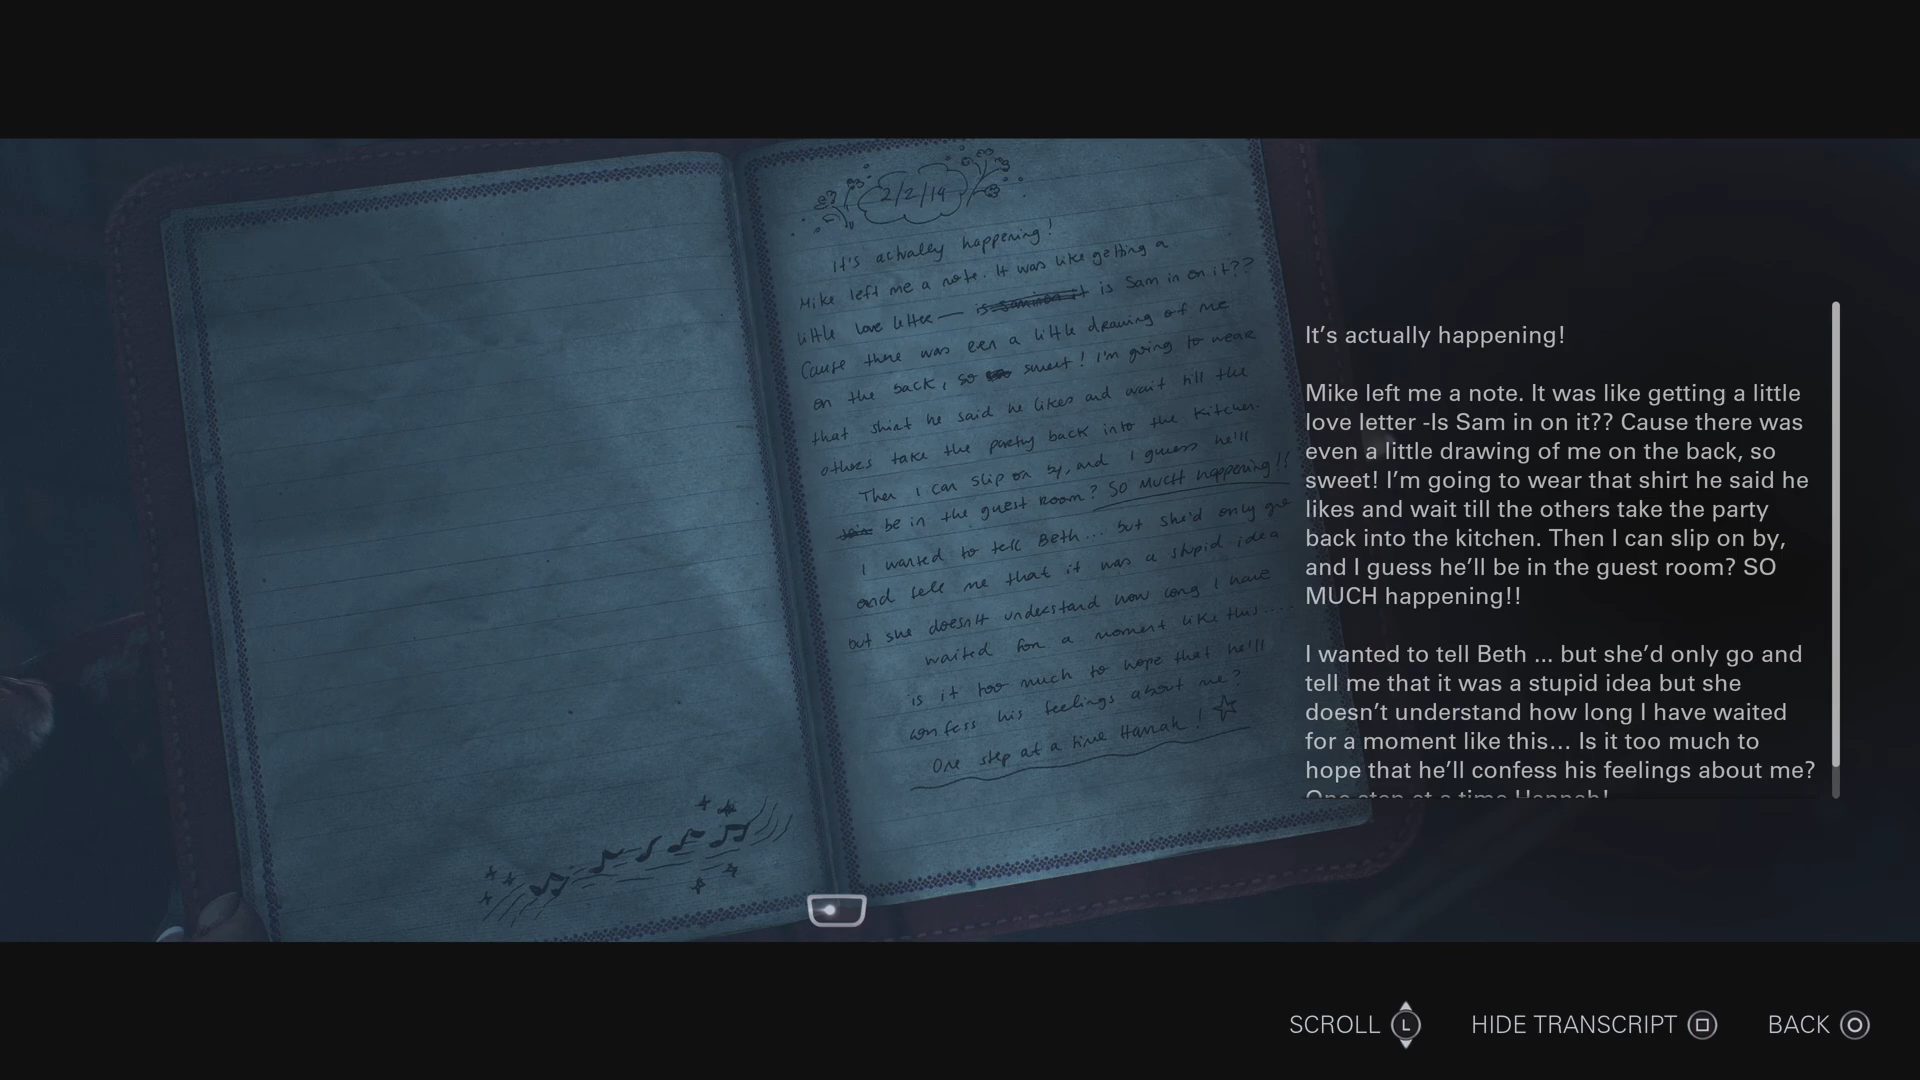 2/2/14
It's actually happening!
Mike left me a note. It was like getting a
little love letter — is Sam in on it??
Cause there was een a little drawing of me
on the back, so sweet! I'm going to wear
that shirt he said he likes and wait till the
others take the party back into the kitchen.
Then I can slip on by, and I guess he'll
be in the guest room? SO MUCH happening!!
I wanted to tell Beth... but she'd only go
and tell me that it was a stupid idea
but she doesn't understand how long I have
waited for a moment like this....
is it too much to hope that he'll
confess his feelings about me?
One step at a time Hannah!
It's actually happening!
Mike left me a note. It was like getting a little
love letter -Is Sam in on it?? Cause there was
even a little drawing of me on the back, so
sweet! I'm going to wear that shirt he said he
likes and wait till the others take the party
back into the kitchen. Then I can slip on by,
and I guess he'll be in the guest room? SO
MUCH happening!!
I wanted to tell Beth ... but she'd only go and
tell me that it was a stupid idea but she
doesn't understand how long I have waited
for a moment like this... Is it too much to
hope that he'll confess his feelings about me?
One step at a time Hannah!
SCROLL L HIDE TRANSCRIPT BACK